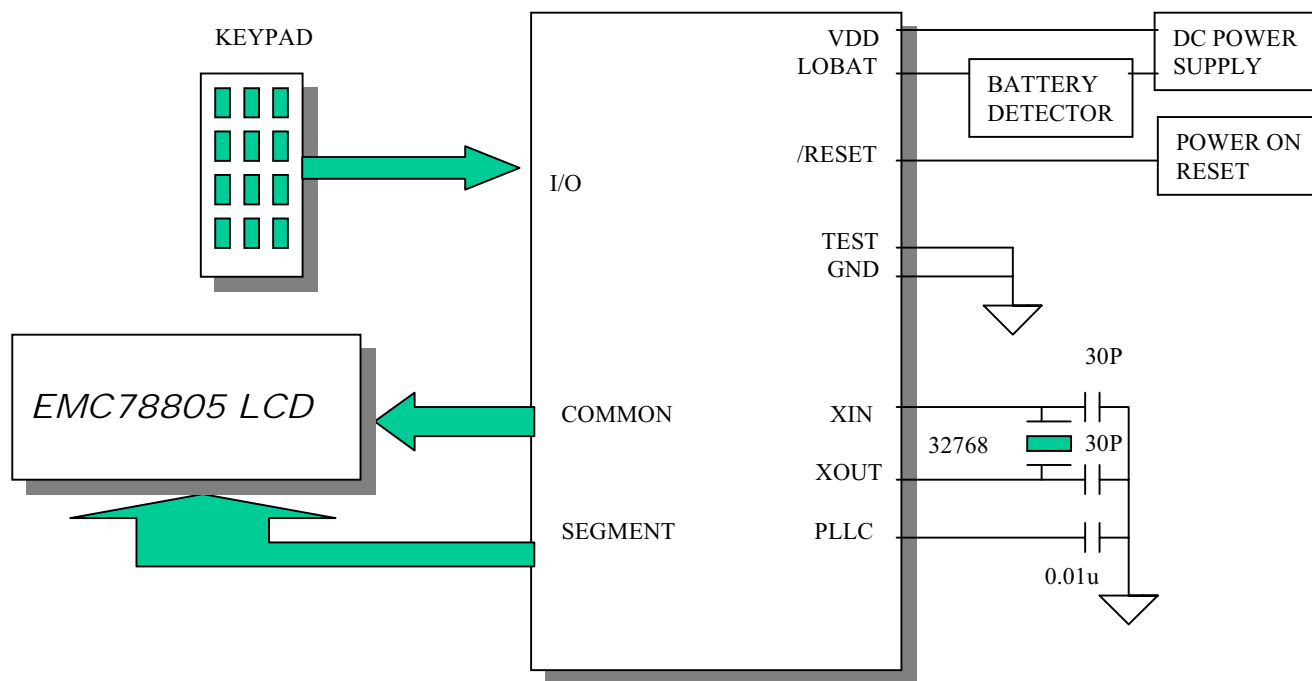 KEYPAD
VDD
DC POWER
SUPPLY
LOBAT
BATTERY
DETECTOR
/RESET
POWER ON
RESET
I/O
TEST
GND
30P
EMC78805 LCD
COMMON
XIN
32768
30P
XOUT
SEGMENT
PLLC
0.01u